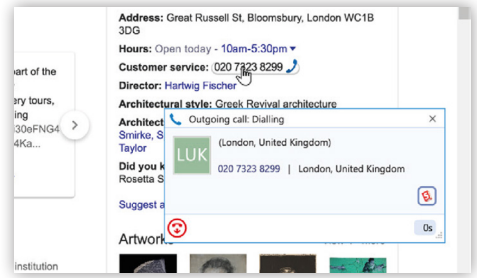 Address: Great Russell St, Bloomsbury, London WC1B
3DG
Hours: Open today - 10am-5:30pm
Customer service: 020 7323 8299
Director: Hartwig Fischer
Architectural style: Greek Revival architecture
Architect
Smirke, S
Taylor
Did you k
Rosetta S
Suggest a
Artworks
part of the
ery tours,
ing
30eFNG4
4Ka...
institution
Outgoing call: Dialling
LUK
(London, United Kingdom)
020 7323 8299 | London, United Kingdom
0s